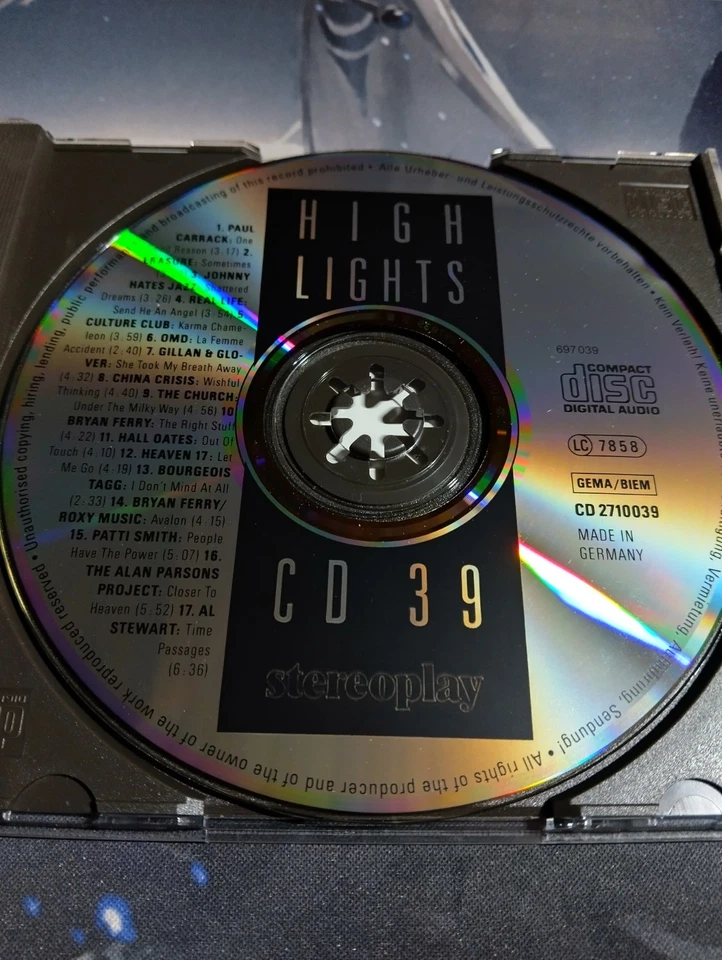 HIGH
LIGHTS
1. PAUL
CARRACK: One
Reason (3:17) 2.
ERASURE: Sometimes
3. JOHNNY
HATES JAZZ: Shattered
Dreams (3:26) 4. REAL LIFE:
Send He An Angel (3:54) 5.
CULTURE CLUB: Karma Chame
leon (3:59) 6. OMD: La Femme
Accident (2:40) 7. GILLAN & GLO-
VER: She Took My Breath Away
(4:32) 8. CHINA CRISIS: Wishful
Thinking (4:40) 9. THE CHURCH:
Under The Milky Way (4:56) 10.
BRYAN FERRY: The Right Stuff
(4:22) 11. HALL OATES: Out Of
Touch (4:10) 12. HEAVEN 17: Let
Me Go (4:19) 13. BOURGEOIS
TAGG: I Don't Mind At All
(2:33) 14. BRYAN FERRY/
ROXY MUSIC: Avalon (4:15)
15. PATTI SMITH: People
Have The Power (5:07) 16.
THE ALAN PARSONS
PROJECT: Closer To
Heaven (5:52) 17. AL
STEWART: Time
Passages
(6:36)
697039
COMPACT
disc
DIGITAL AUDIO
LC 7858
GEMA/BIEM
CD 2710039
MADE IN
GERMANY
CD 39
stereoplay
• All rights of the producer and of the owner of the work reproduced reserved • Unauthorised copying, hiring, lending, public performance and broadcasting of this record prohibited • Alle Urheber- und Leistungsschutzrechte vorbehalten • Kein Verleih! Keine Vermietung, Aufführung, Sendung!